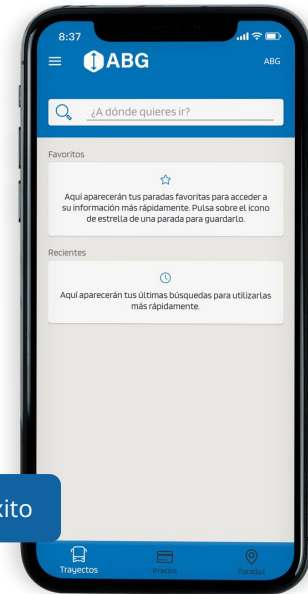 8:37
ABG
ABG
¿A dónde quieres ir?
Favoritos
Aquí aparecerán tus paradas favoritas para acceder a
su información más rápidamente. Pulsa sobre el icono
de estrella de una parada para guardarlo.
Recientes
Aquí aparecerán tus últimas búsquedas para utilizarlas
más rápidamente.
xito
Trayectos Precios Paradas